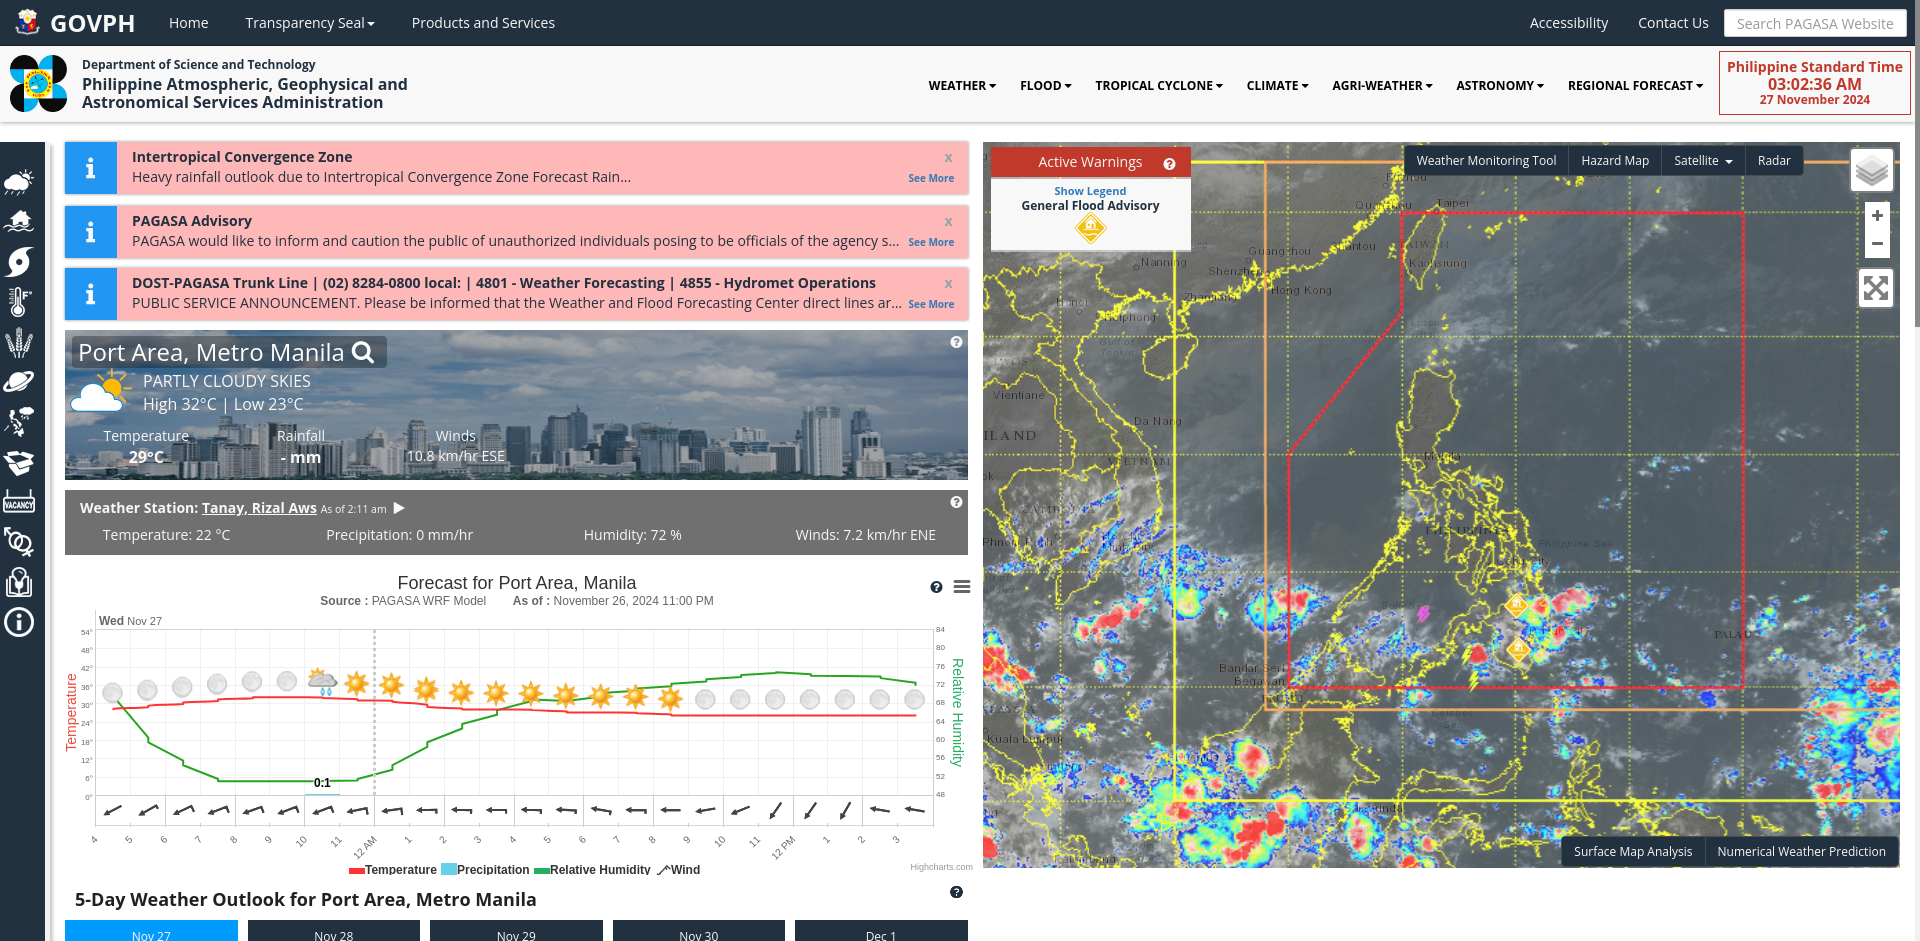 GOVPH
Home
Transparency Seal
Products and Services
Accessibility
Contact Us
Search PAGASA Website
Department of Science and Technology
Philippine Atmospheric, Geophysical and
Astronomical Services Administration
WEATHER
FLOOD
TROPICAL CYCLONE
CLIMATE
AGRI-WEATHER
ASTRONOMY
REGIONAL FORECAST
Philippine Standard Time
03:02:36 AM
27 November 2024
Intertropical Convergence Zone
x
Heavy rainfall outlook due to Intertropical Convergence Zone Forecast Rain...
See More
PAGASA Advisory
x
PAGASA would like to inform and caution the public of unauthorized individuals posing to be officials of the agency s...
See More
DOST-PAGASA Trunk Line | (02) 8284-0800 local: | 4801 - Weather Forecasting | 4855 - Hydromet Operations
x
PUBLIC SERVICE ANNOUNCEMENT. Please be informed that the Weather and Flood Forecasting Center direct lines ar...
See More
VACANCY
Port Area, Metro Manila
PARTLY CLOUDY SKIES
High 32°C | Low 23°C
Temperature
29°C
Rainfall
- mm
Winds
10.8 km/hr ESE
Weather Station: Tanay, Rizal Aws As of 2:11 am
Temperature: 22 °C
Precipitation: 0 mm/hr
Humidity: 72 %
Winds: 7.2 km/hr ENE
Forecast for Port Area, Manila
Source : PAGASA WRF Model As of : November 26, 2024 11:00 PM
Wed Nov 27
Temperature
54°
48°
42°
36°
30°
24°
18°
12°
6°
0°
84
80
76
72
68
64
60
56
52
48
Relative Humidity
0.1
4 5 6 7 8 9 10 11 12 AM 1 2 3 4 5 6 7 8 9 10 11 12 PM 1 2 3
Temperature Precipitation Relative Humidity Wind
Highcharts.com
5-Day Weather Outlook for Port Area, Metro Manila
Nov 27
Nov 28
Nov 29
Nov 30
Dec 1
Active Warnings
Show Legend
General Flood Advisory
Weather Monitoring Tool
Hazard Map
Satellite
Radar
+
−
Taipei
TAIWAN
Kaohsiung
Guangzhou
Shantou
Shenzhen
Hong Kong
Nanning
Zhanjiang
Hanoi
Haiphong
Gulf of
Tonkin
Vientiane
Da Nang
ILAND
VIETNAM
Manila
PHILIPPINES
Philippine Sea
PALAU
Bandar Seri
Begawan
Kuala Lumpur
Celebes
Surface Map Analysis
Numerical Weather Prediction